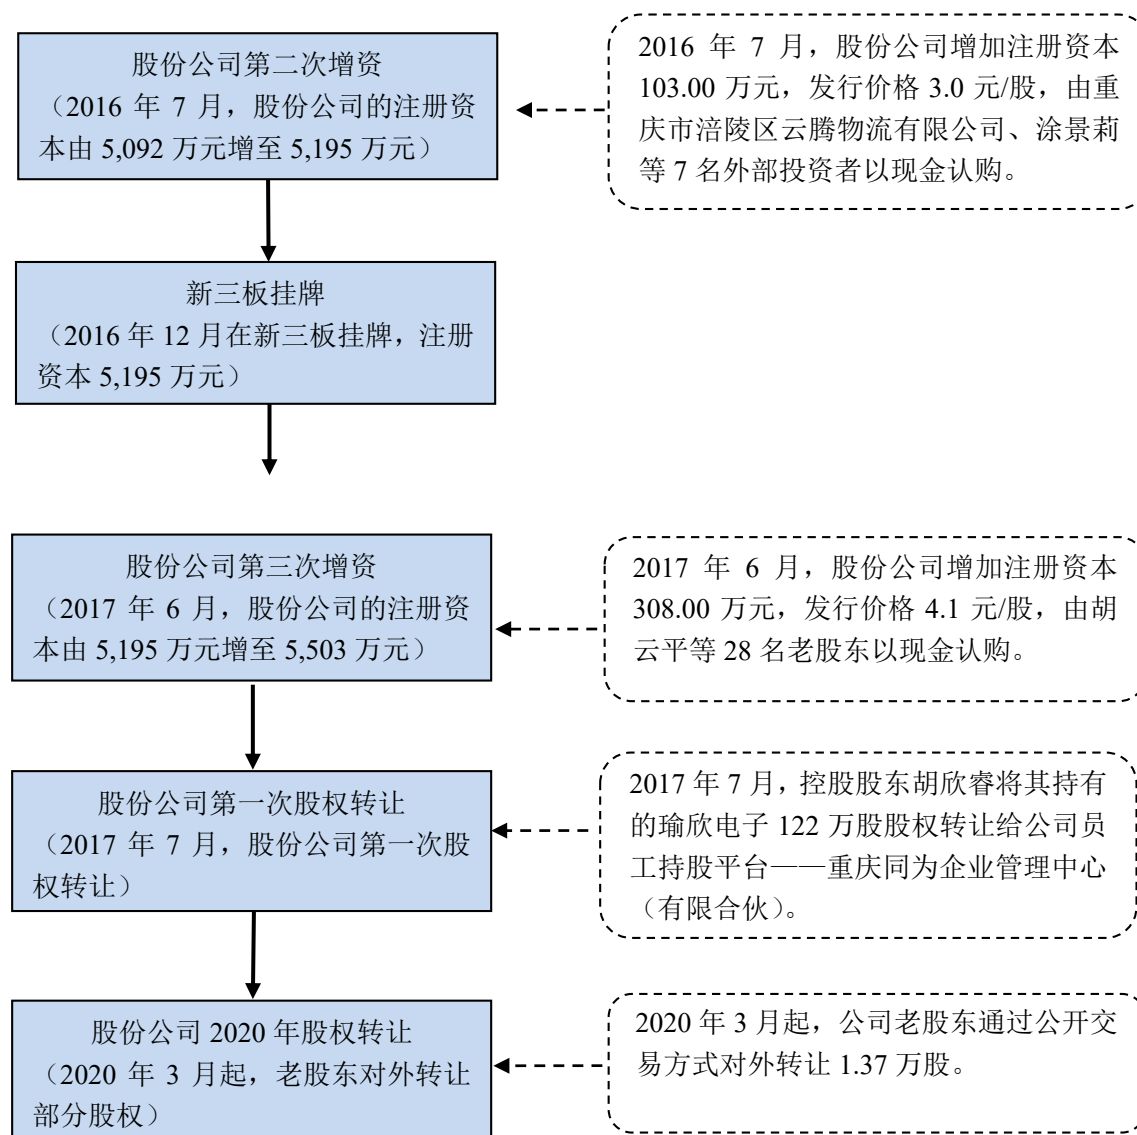 股份公司第二次增资
（2016 年 7 月，股份公司的注册资
本由 5,092 万元增至 5,195 万元）
2016 年 7 月，股份公司增加注册资本
103.00 万元，发行价格 3.0 元/股，由重
庆市涪陵区云腾物流有限公司、涂景莉
等 7 名外部投资者以现金认购。
新三板挂牌
（2016 年 12 月在新三板挂牌，注册
资本 5,195 万元）
股份公司第三次增资
（2017 年 6 月，股份公司的注册资
本由 5,195 万元增至 5,503 万元）
2017 年 6 月，股份公司增加注册资本
308.00 万元，发行价格 4.1 元/股，由胡
云平等 28 名老股东以现金认购。
股份公司第一次股权转让
（2017 年 7 月，股份公司第一次股
权转让）
2017 年 7 月，控股股东胡欣睿将其持有
的瑜欣电子 122 万股股权转让给公司员
工持股平台——重庆同为企业管理中心
（有限合伙）。
股份公司 2020 年股权转让
（2020 年 3 月起，老股东对外转让
部分股权）
2020 年 3 月起，公司老股东通过公开交
易方式对外转让 1.37 万股。